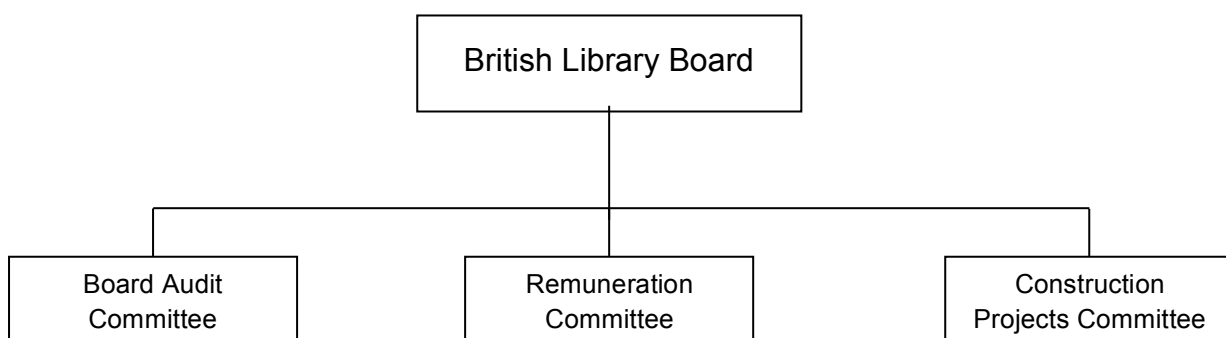 British Library Board
Board Audit
Committee
Remuneration
Committee
Construction
Projects Committee